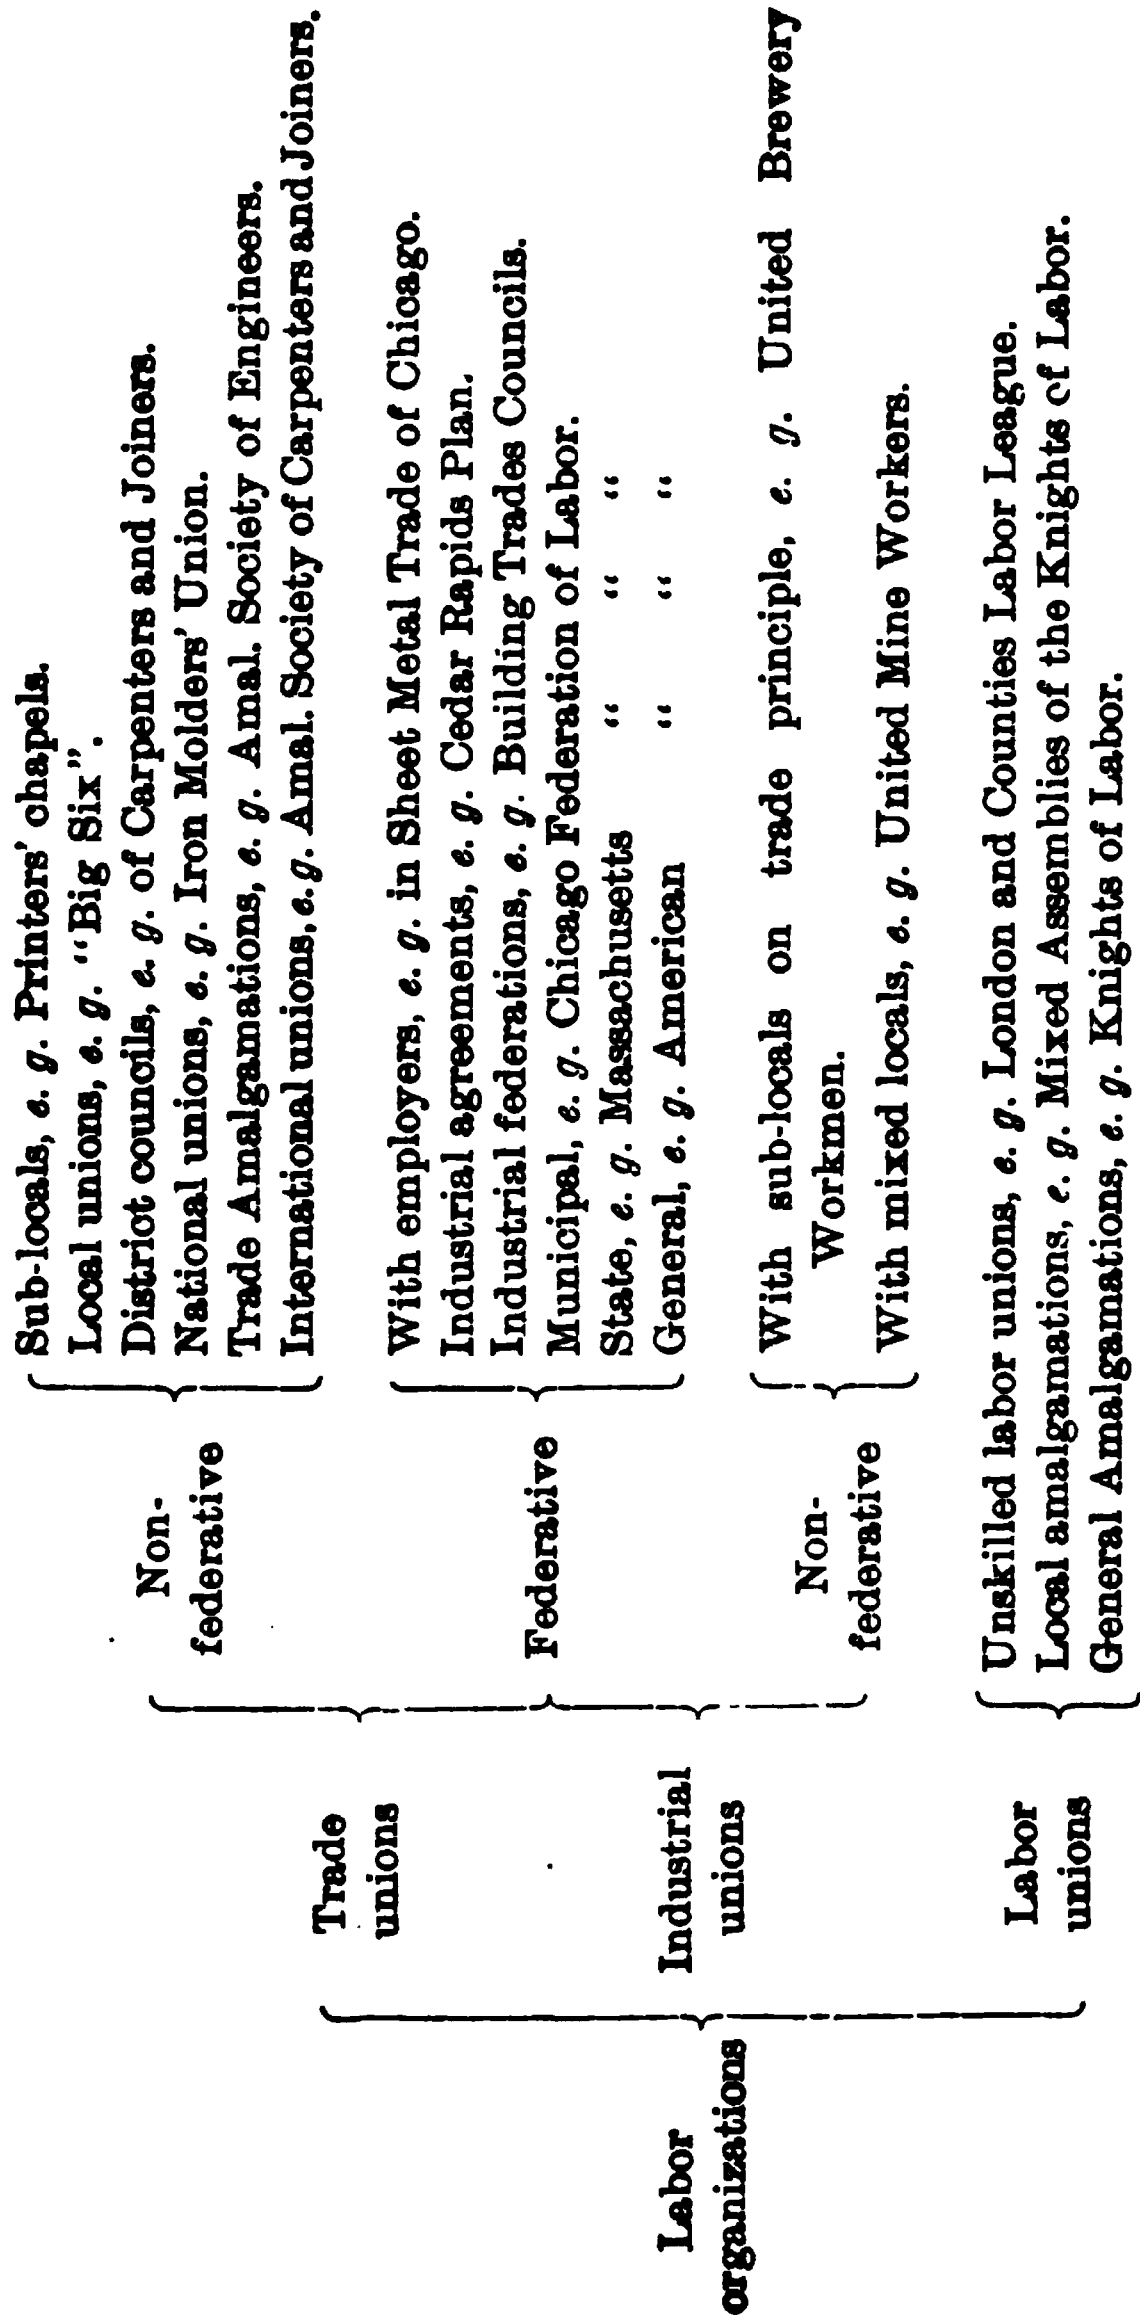 Labor
organizations
Trade
unions
Non-
federative
Sub-locals, e. g. Printers' chapels.
Local unions, e. g. "Big Six".
District councils, e. g. of Carpenters and Joiners.
National unions, e. g. Iron Molders' Union.
Trade Amalgamations, e. g. Amal. Society of Engineers.
International unions, e. g. Amal. Society of Carpenters and Joiners.
Federative
With employers, e. g. in Sheet Metal Trade of Chicago.
Industrial agreements, e. g. Cedar Rapids Plan.
Industrial federations, e. g. Building Trades Councils.
Municipal, e. g. Chicago Federation of Labor.
State, e. g. Massachusetts “ “ “
General, e. g. American “ “ “
Industrial
unions
Non-
federative
With sub-locals on trade principle, e. g. United Brewery
Workmen.
With mixed locals, e. g. United Mine Workers.
Labor
unions
Unskilled labor unions, e. g. London and Counties Labor League.
Local amalgamations, e. g. Mixed Assemblies of the Knights of Labor.
General Amalgamations, e. g. Knights of Labor.